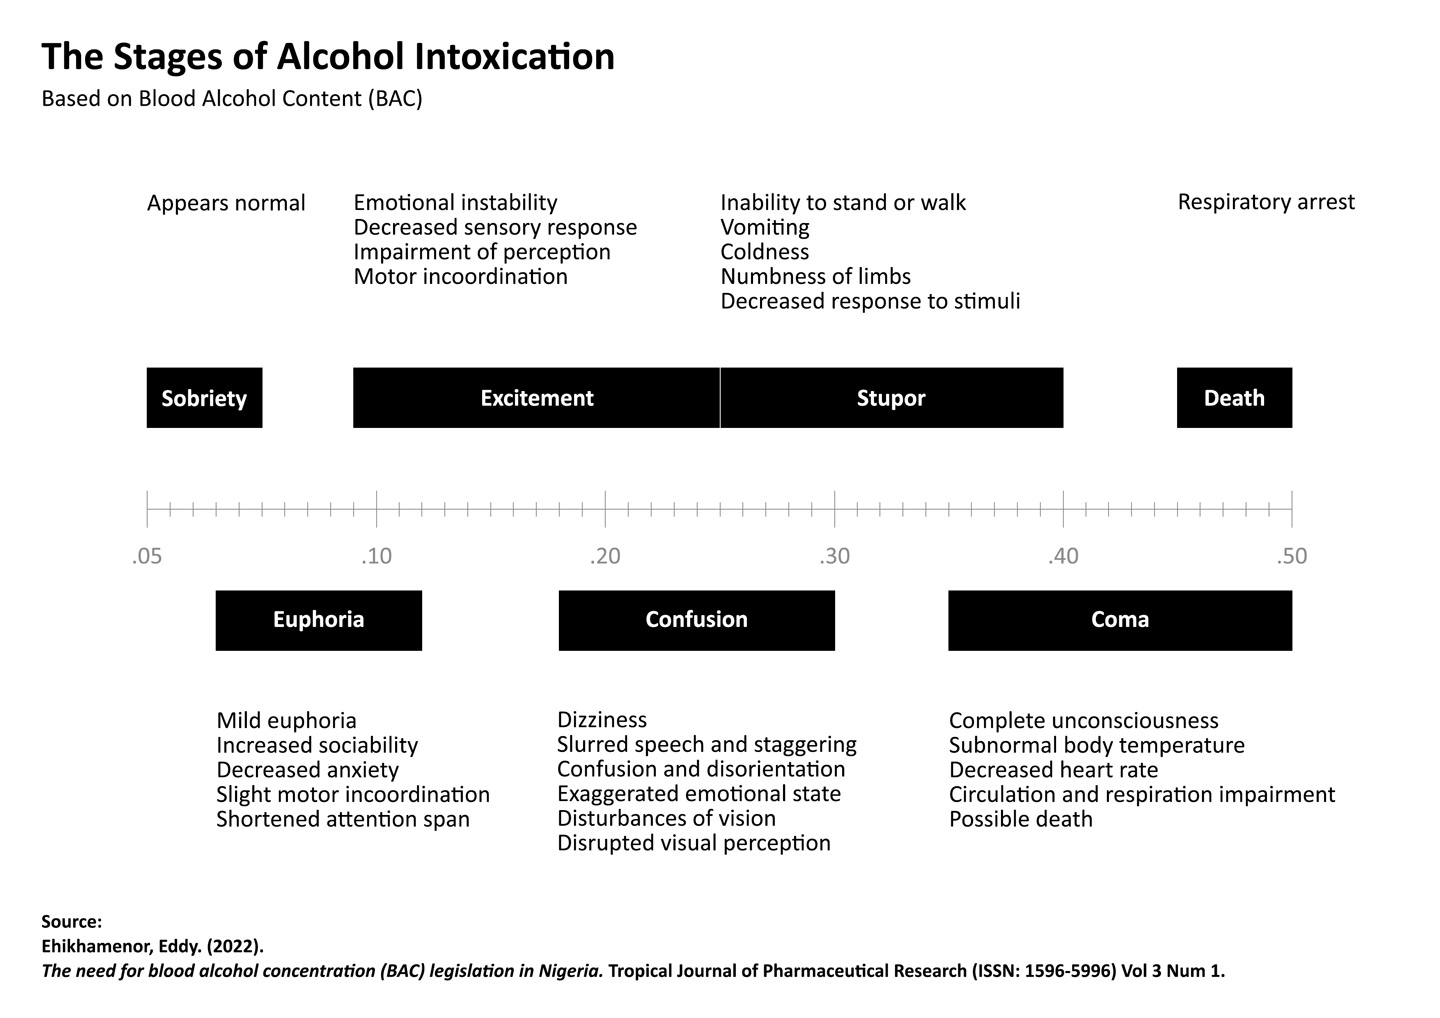 The Stages of Alcohol Intoxication
Based on Blood Alcohol Content (BAC)
Appears normal
Emotional instability
Decreased sensory response
Impairment of perception
Motor incoordination
Inability to stand or walk
Vomiting
Coldness
Numbness of limbs
Decreased response to stimuli
Respiratory arrest
Sobriety
Excitement
Stupor
Death
.05
.10
.20
.30
.40
.50
Euphoria
Confusion
Coma
Mild euphoria
Increased sociability
Decreased anxiety
Slight motor incoordination
Shortened attention span
Dizziness
Slurred speech and staggering
Confusion and disorientation
Exaggerated emotional state
Disturbances of vision
Disrupted visual perception
Complete unconsciousness
Subnormal body temperature
Decreased heart rate
Circulation and respiration impairment
Possible death
Source:
Ehikhamenor, Eddy. (2022).
The need for blood alcohol concentration (BAC) legislation in Nigeria. Tropical Journal of Pharmaceutical Research (ISSN: 1596-5996) Vol 3 Num 1.